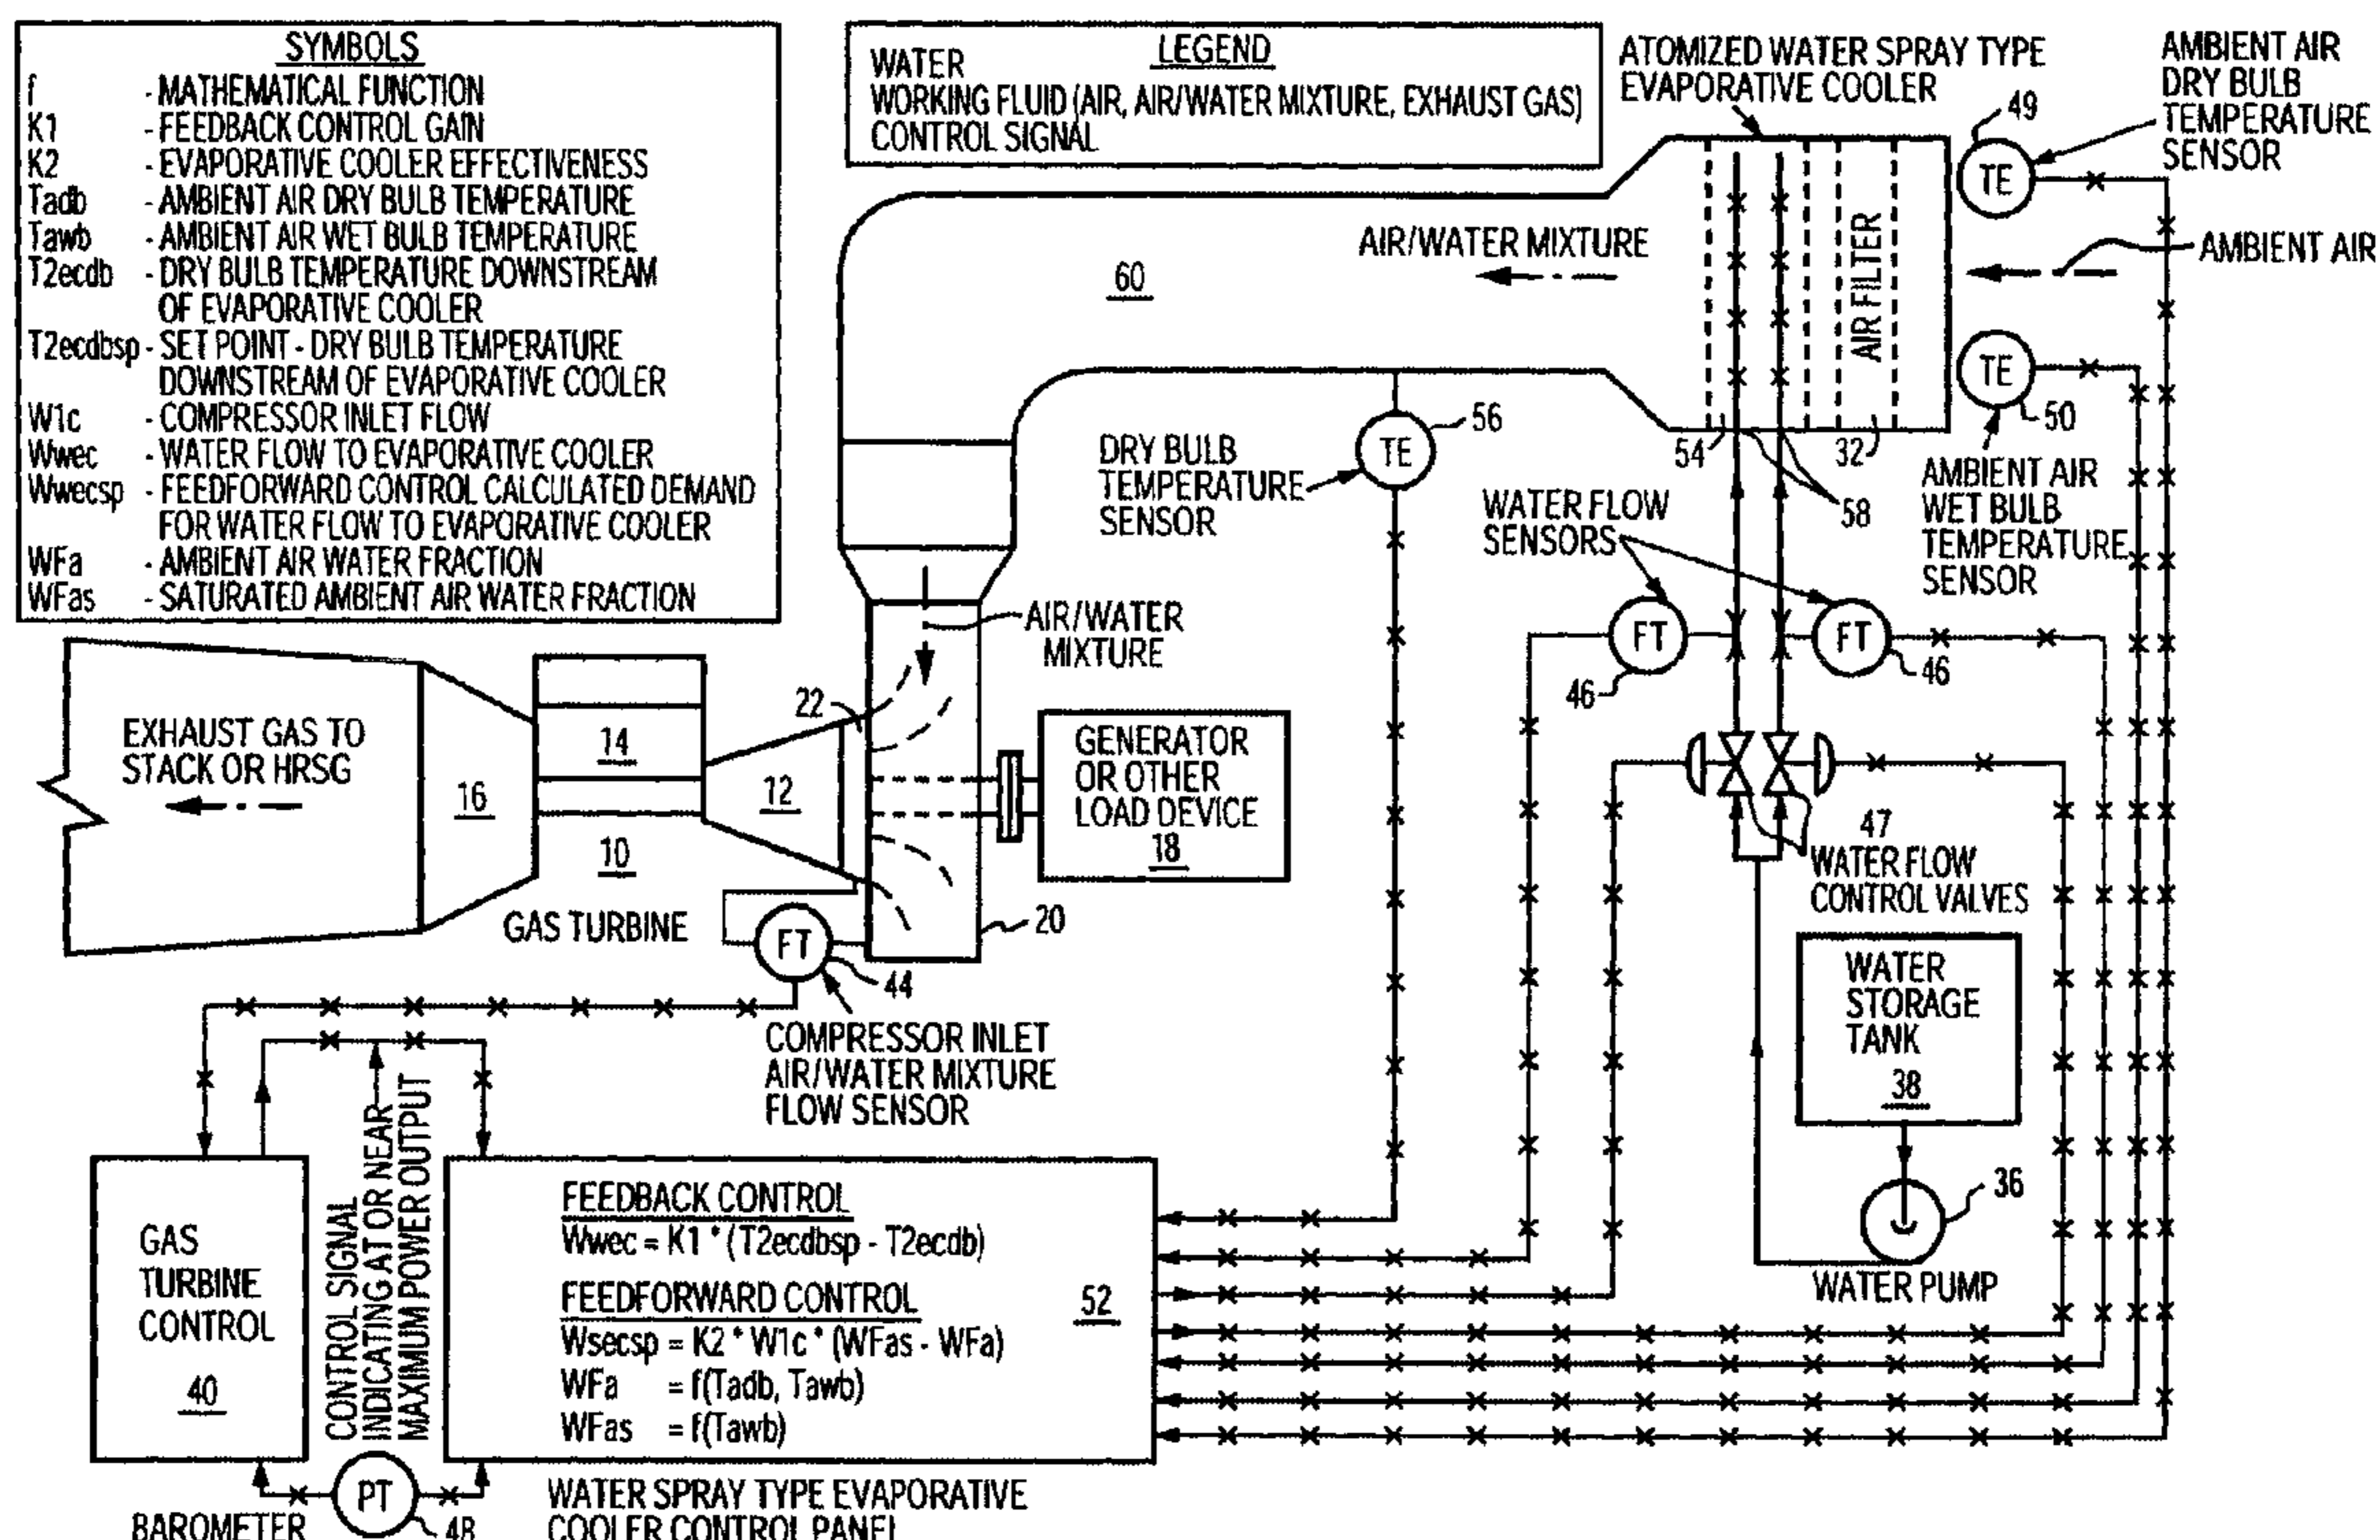 SYMBOLS
f - MATHEMATICAL FUNCTION
K1 - FEEDBACK CONTROL GAIN
K2 - EVAPORATIVE COOLER EFFECTIVENESS
Tadb - AMBIENT AIR DRY BULB TEMPERATURE
Tawb - AMBIENT AIR WET BULB TEMPERATURE
T2ecdb - DRY BULB TEMPERATURE DOWNSTREAM
OF EVAPORATIVE COOLER
T2ecdbsp - SET POINT - DRY BULB TEMPERATURE
DOWNSTREAM OF EVAPORATIVE COOLER
W1c - COMPRESSOR INLET FLOW
Wwec - WATER FLOW TO EVAPORATIVE COOLER
Wwecsp - FEEDFORWARD CONTROL CALCULATED DEMAND
FOR WATER FLOW TO EVAPORATIVE COOLER
WFa - AMBIENT AIR WATER FRACTION
WFas - SATURATED AMBIENT AIR WATER FRACTION
LEGEND
WATER
WORKING FLUID (AIR, AIR/WATER MIXTURE, EXHAUST GAS)
CONTROL SIGNAL
ATOMIZED WATER SPRAY TYPE
EVAPORATIVE COOLER
AMBIENT AIR
DRY BULB
TEMPERATURE
SENSOR
49
TE
AMBIENT AIR
AIR/WATER MIXTURE
60
AIR FILTER
TE
50
54
32
58
AMBIENT AIR
WET BULB
TEMPERATURE
SENSOR
DRY BULB
TEMPERATURE
SENSOR
TE
56
WATER FLOW
SENSORS
FT
46
FT
46
AIR/WATER
MIXTURE
EXHAUST GAS TO
STACK OR HRSG
16
14
12
22
10
GAS TURBINE
GENERATOR
OR OTHER
LOAD DEVICE
18
20
FT
44
COMPRESSOR INLET
AIR/WATER MIXTURE
FLOW SENSOR
47
WATER FLOW
CONTROL VALVES
WATER
STORAGE
TANK
38
36
WATER PUMP
GAS
TURBINE
CONTROL
40
CONTROL SIGNAL
INDICATING AT OR NEAR
MAXIMUM POWER OUTPUT
FEEDBACK CONTROL
Wwec = K1 * (T2ecdbsp - T2ecdb)
FEEDFORWARD CONTROL
Wsecsp = K2 * W1c * (WFas - WFa)
WFa = f(Tadb, Tawb)
WFas = f(Tawb)
52
PT
48
BAROMETER
WATER SPRAY TYPE EVAPORATIVE
COOLER CONTROL PANEL